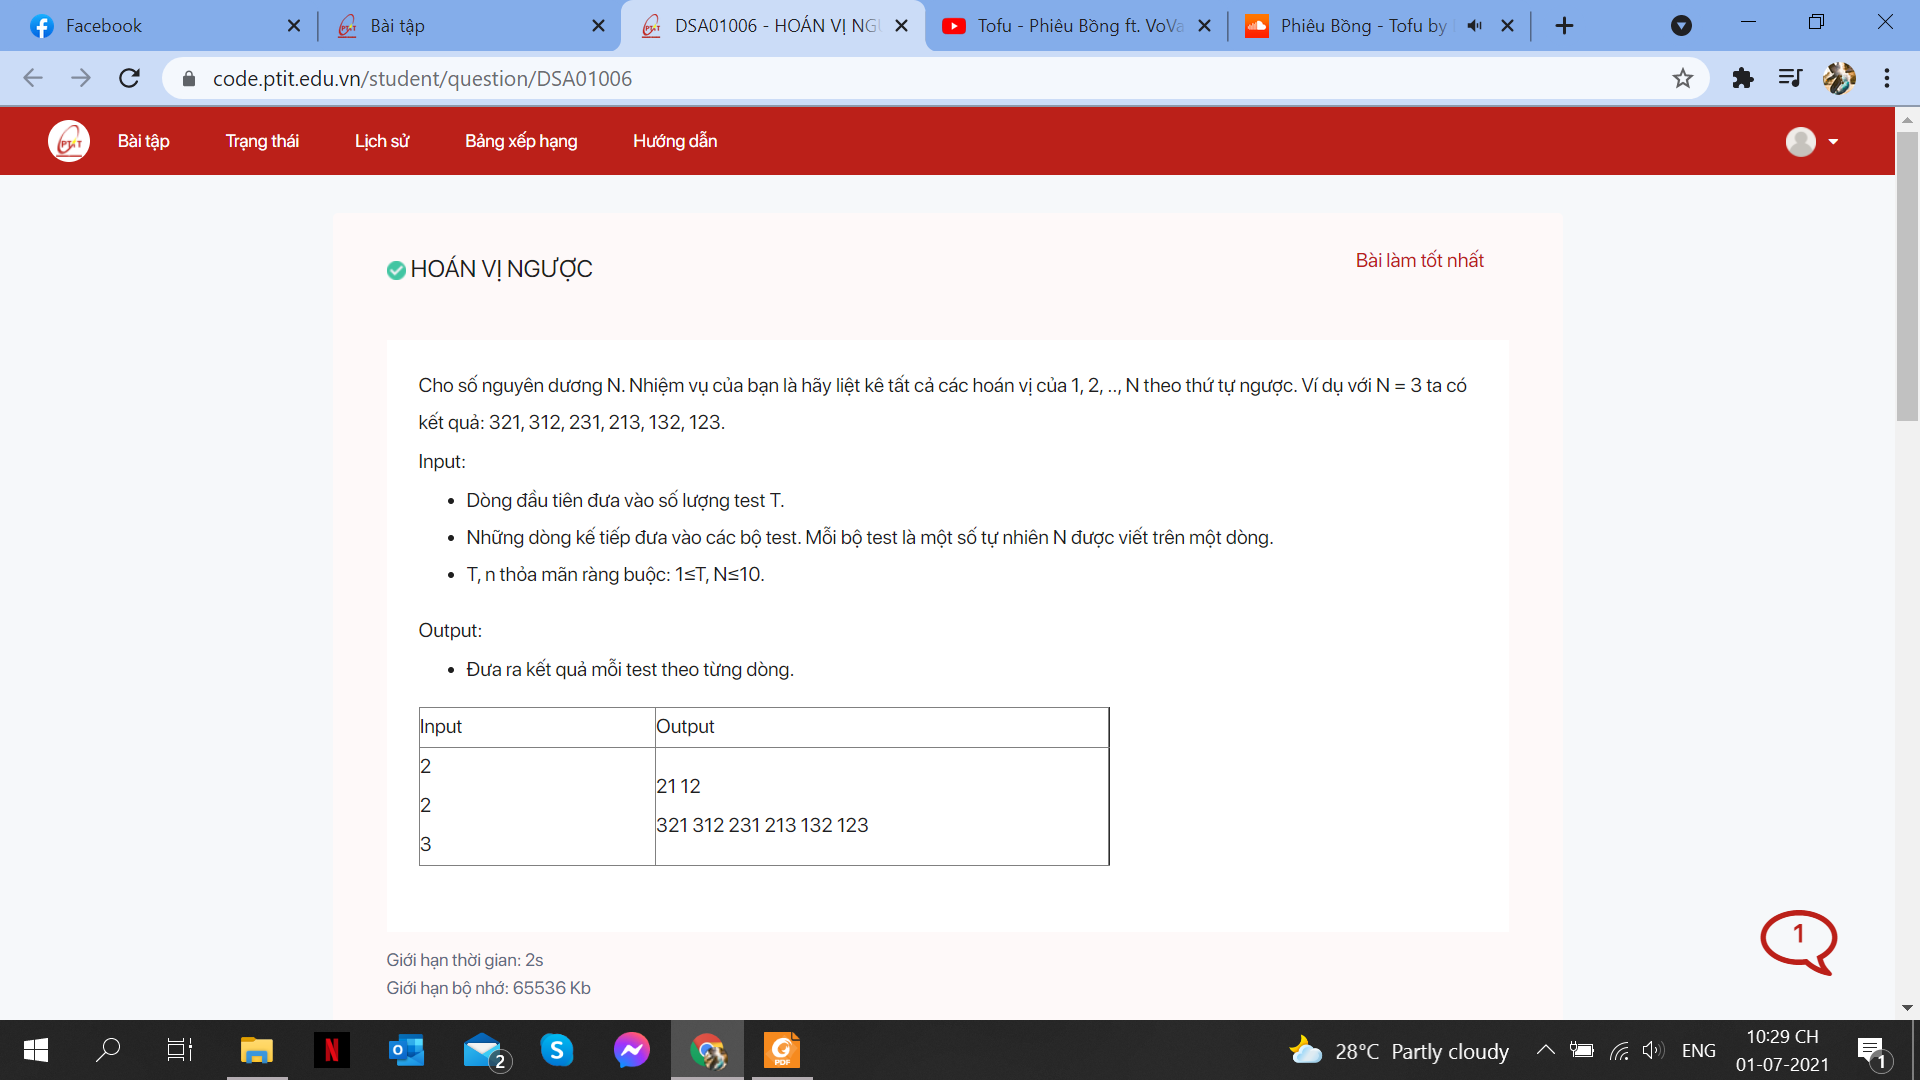 Facebook
Bài tập
DSA01006 - HOÁN VỊ NG
Tofu - Phiêu Bồng ft. VoVa
Phiêu Bồng - Tofu by
code.ptit.edu.vn/student/question/DSA01006
PTIT
Bài tập
Trạng thái
Lịch sử
Bảng xếp hạng
Hướng dẫn
HOÁN VỊ NGƯỢC
Bài làm tốt nhất
Cho số nguyên dương N. Nhiệm vụ của bạn là hãy liệt kê tất cả các hoán vị của 1, 2, .., N theo thứ tự ngược. Ví dụ với N = 3 ta có
kết quả: 321, 312, 231, 213, 132, 123.
Input:
Dòng đầu tiên đưa vào số lượng test T.
Những dòng kế tiếp đưa vào các bộ test. Mỗi bộ test là một số tự nhiên N được viết trên một dòng.
T, n thỏa mãn ràng buộc: 1≤T, N≤10.
Output:
Đưa ra kết quả mỗi test theo từng dòng.
Input Output
2
2
3
21 12
321 312 231 213 132 123
Giới hạn thời gian: 2s
Giới hạn bộ nhớ: 65536 Kb
1
N
2
S
PDF
28°C Partly cloudy
ENG
10:29 CH
01-07-2021
1